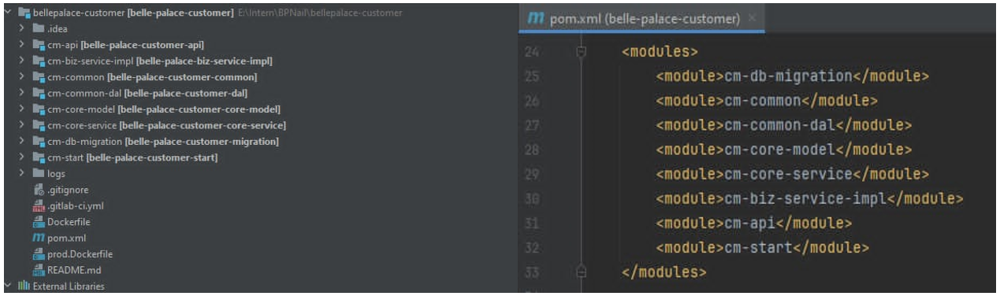 bellepalace-customer [belle-palace-customer] E:\Intern\BPNail\bellepalace-customer
.idea
cm-api [belle-palace-customer-api]
cm-biz-service-impl [belle-palace-biz-service-impl]
cm-common [belle-palace-customer-common]
cm-common-dal [belle-palace-customer-dal]
cm-core-model [belle-palace-customer-core-model]
cm-core-service [belle-palace-customer-core-service]
cm-db-migration [belle-palace-customer-migration]
cm-start [belle-palace-customer-start]
logs
.gitignore
.gitlab-ci.yml
Dockerfile
pom.xml
prod.Dockerfile
README.md
External Libraries
m pom.xml (belle-palace-customer)
24 <modules>
25 <module>cm-db-migration</module>
26 <module>cm-common</module>
27 <module>cm-common-dal</module>
28 <module>cm-core-model</module>
29 <module>cm-core-service</module>
30 <module>cm-biz-service-impl</module>
31 <module>cm-api</module>
32 <module>cm-start</module>
33 </modules>